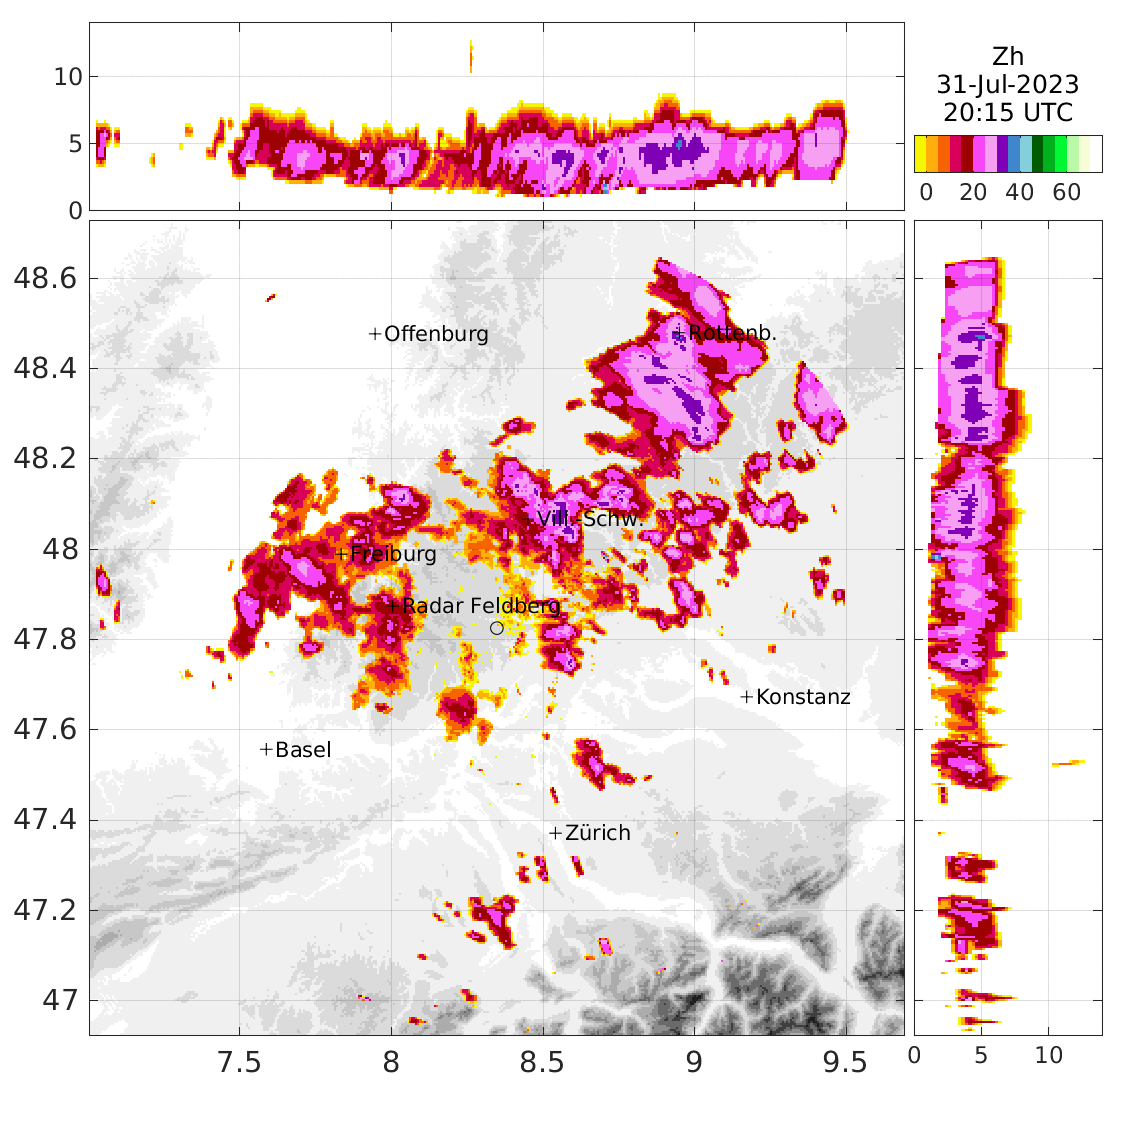 10
5
0
Zh
31-Jul-2023
20:15 UTC
0 20 40 60
48.6
48.4
48.2
48
47.8
47.6
47.4
47.2
47
+Offenburg
+Rottenb.
Vill.-Schw.
+Freiburg
+Radar Feldberg
+Konstanz
+Basel
+Zürich
7.5 8 8.5 9 9.5
0 5 10